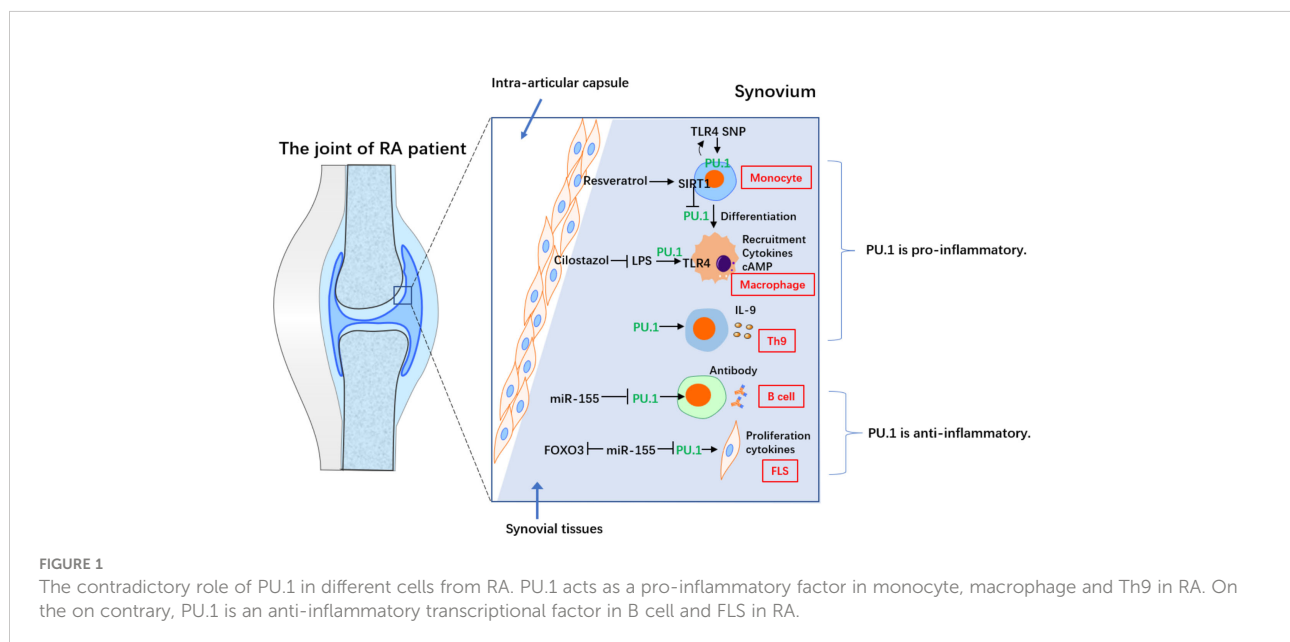 Intra-articular capsule
Synovium
The joint of RA patient
TLR4 SNP
PU.1
Resveratrol
SIRT1
Monocyte
PU.1
Differentiation
Recruitment
Cytokines
cAMP
PU.1
Cilostazol
LPS
TLR4
Macrophage
PU.1 is pro-inflammatory.
IL-9
PU.1
Th9
Antibody
miR-155
PU.1
B cell
PU.1 is anti-inflammatory.
Proliferation
cytokines
FOXO3
miR-155
PU.1
FLS
Synovial tissues
FIGURE 1
The contradictory role of PU.1 in different cells from RA. PU.1 acts as a pro-inflammatory factor in monocyte, macrophage and Th9 in RA. On
the on contrary, PU.1 is an anti-inflammatory transcriptional factor in B cell and FLS in RA.